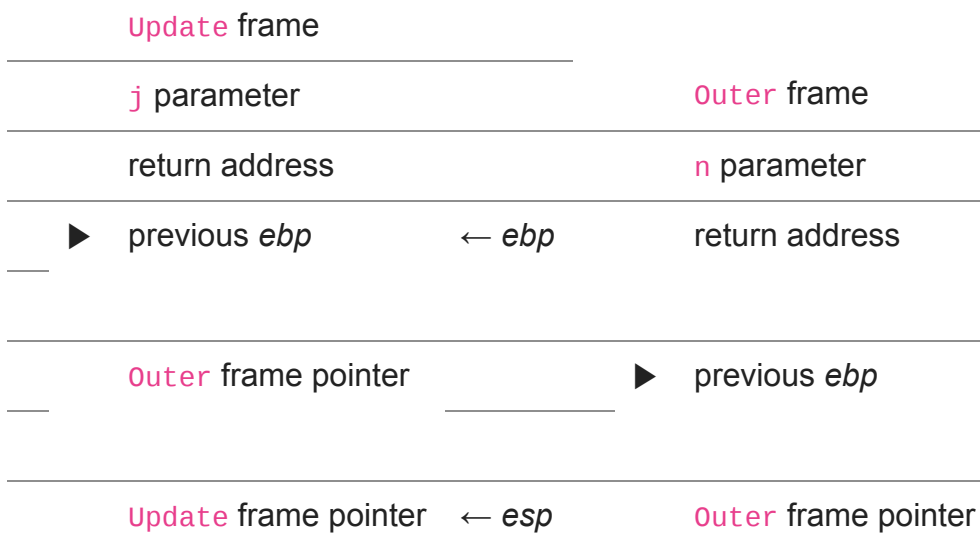 Update frame
j parameter Outer frame
return address n parameter
▶ previous ebp ← ebp return address
Outer frame pointer ▶ previous ebp
Update frame pointer ← esp Outer frame pointer